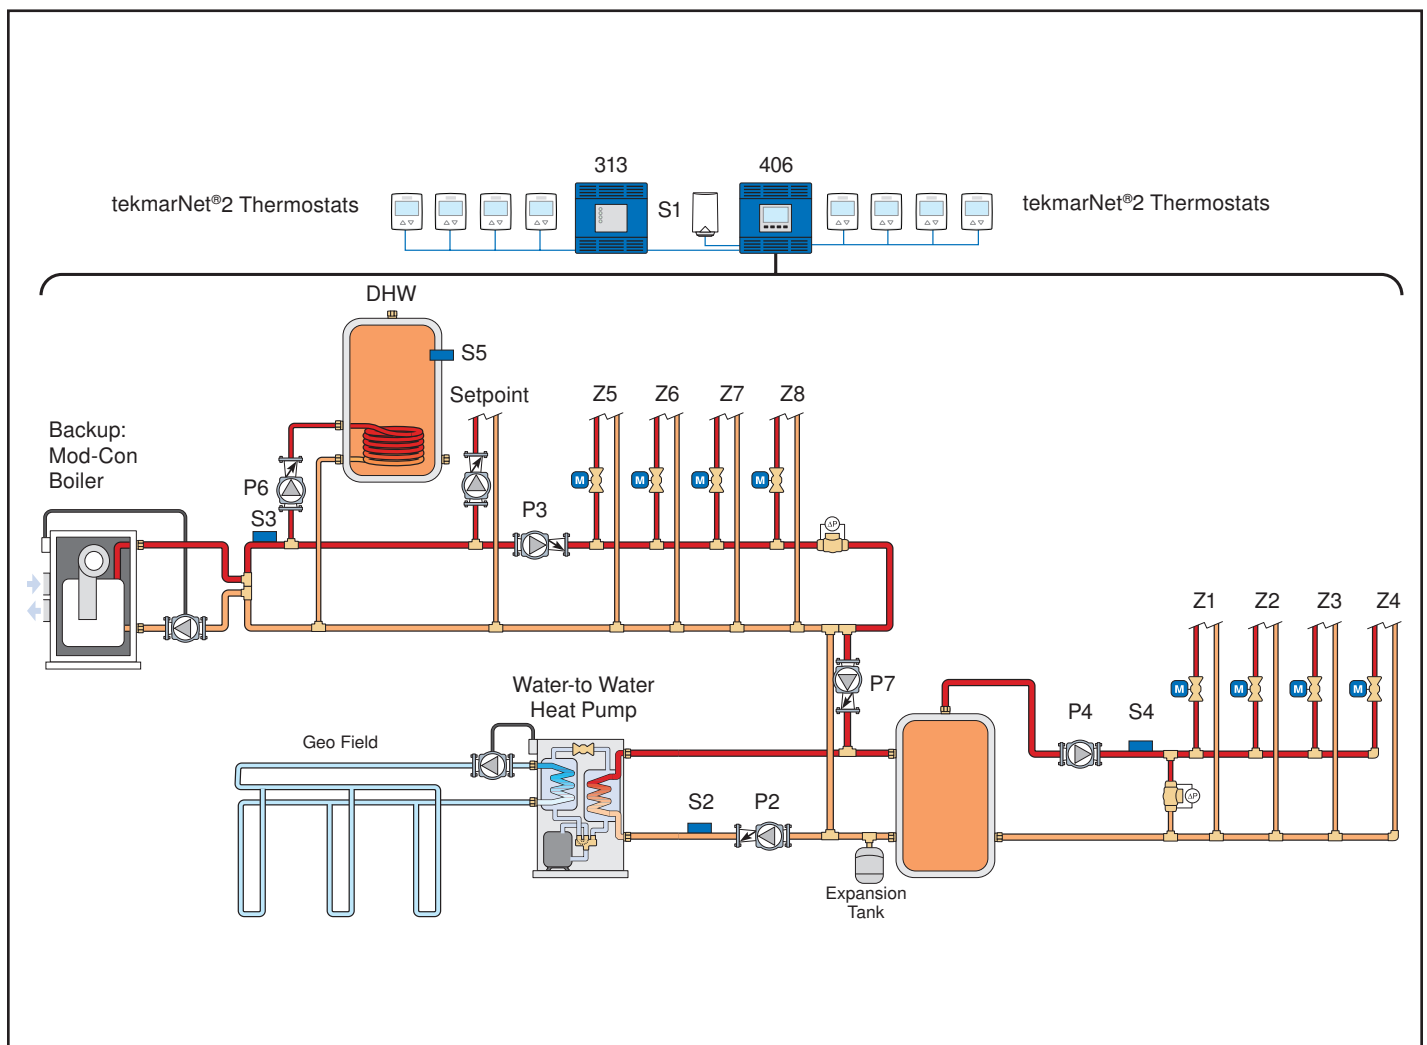 313
406
tekmarNet®2 Thermostats
S1
tekmarNet®2 Thermostats
DHW
S5
Setpoint
Z5
Z6
Z7
Z8
Backup:
Mod-Con
Boiler
P6
S3
P3
M
M
M
M
ΔP
Z1
Z2
Z3
Z4
P7
Water-to Water
Heat Pump
M
M
M
M
P4
S4
Geo Field
S2
P2
ΔP
Expansion
Tank